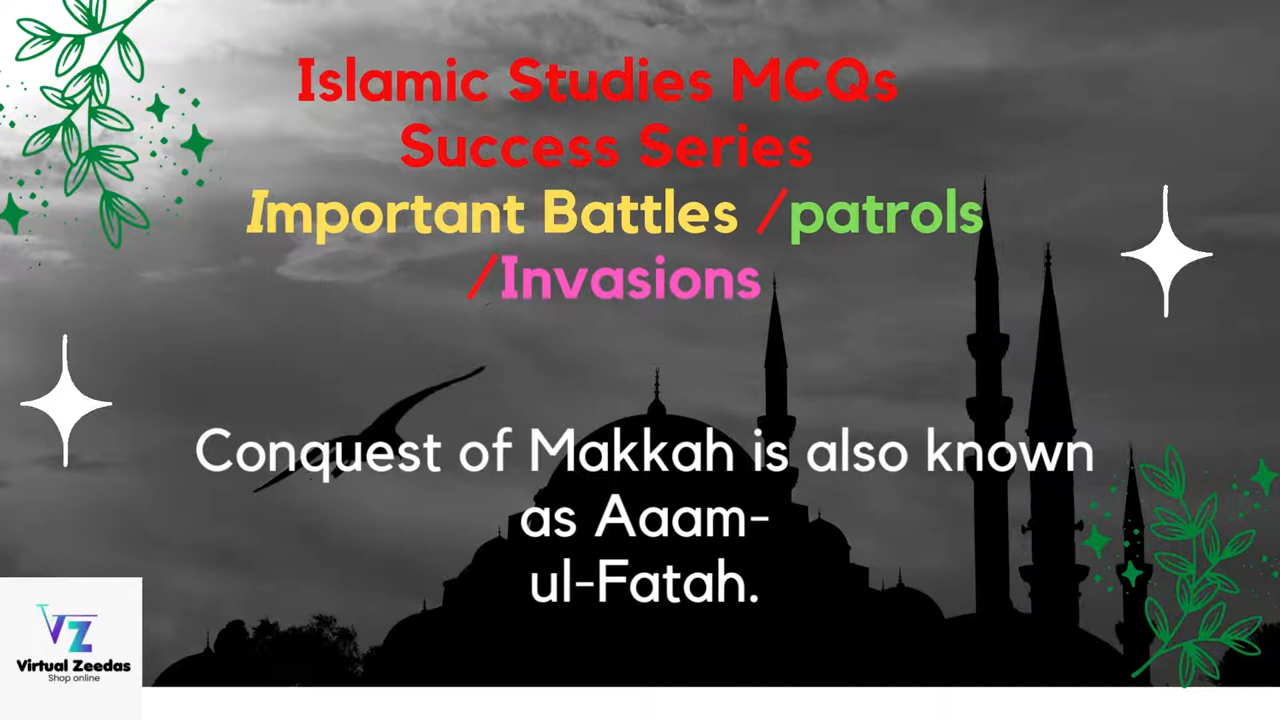 Islamic Studies MCQs
Success Series
Important Battles /patrols
/Invasions
Conquest of Makkah is also known
as Aaam-
ul-Fatah.
VZ
Virtual Zeedas
Shop online